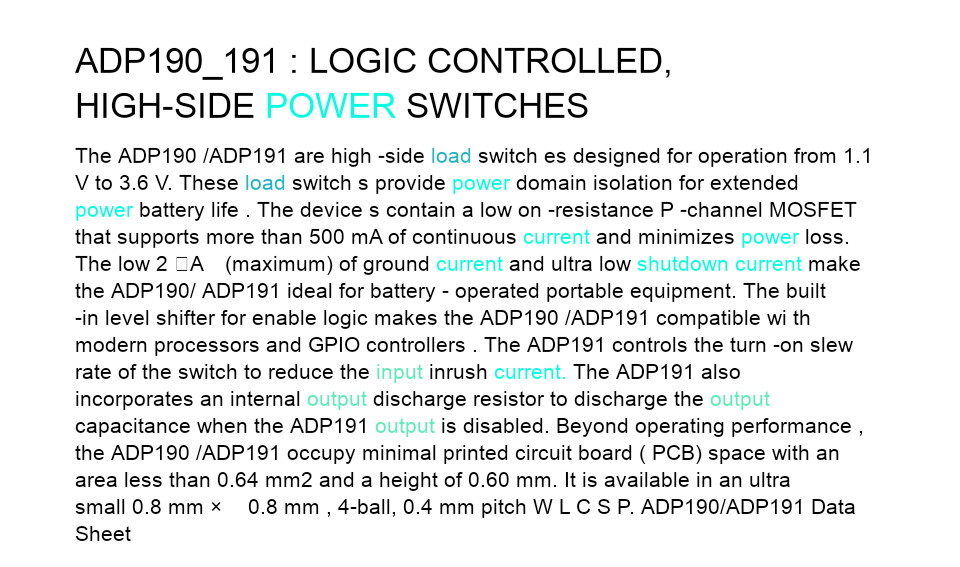 ADP190_191 : LOGIC CONTROLLED,
HIGH-SIDE POWER SWITCHES
The ADP190 /ADP191 are high -side load switch es designed for operation from 1.1
V to 3.6 V. These load switch s provide power domain isolation for extended
power battery life . The device s contain a low on -resistance P -channel MOSFET
that supports more than 500 mA of continuous current and minimizes power loss.
The low 2 □A (maximum) of ground current and ultra low shutdown current make
the ADP190/ ADP191 ideal for battery - operated portable equipment. The built
-in level shifter for enable logic makes the ADP190 /ADP191 compatible wi th
modern processors and GPIO controllers . The ADP191 controls the turn -on slew
rate of the switch to reduce the input inrush current. The ADP191 also
incorporates an internal output discharge resistor to discharge the output
capacitance when the ADP191 output is disabled. Beyond operating performance ,
the ADP190 /ADP191 occupy minimal printed circuit board ( PCB) space with an
area less than 0.64 mm2 and a height of 0.60 mm. It is available in an ultra
small 0.8 mm × 0.8 mm , 4-ball, 0.4 mm pitch W L C S P. ADP190/ADP191 Data
Sheet